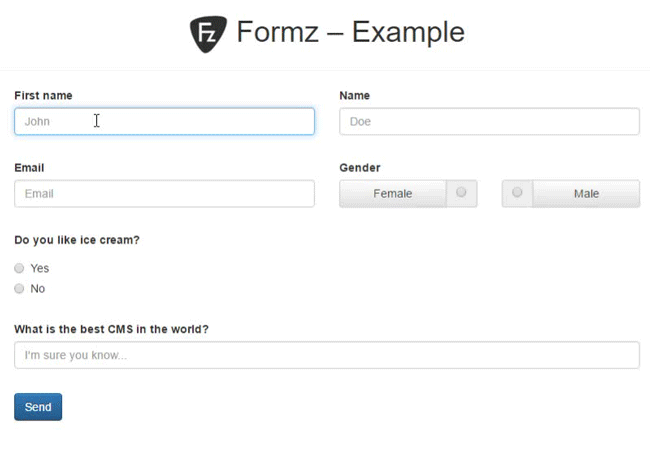 Fz Formz – Example
First name Name
John Doe
Email Gender
Email Female Male
Do you like ice cream?
Yes
No
What is the best CMS in the world?
I'm sure you know...
Send